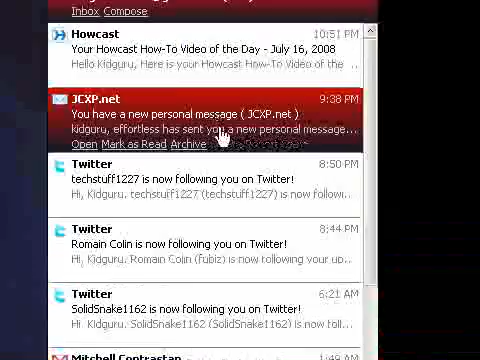 Inbox Compose
Howcast 10:51 PM
Your Howcast How-To Video of the Day - July 16, 2008
Hello Kidguru, Here is your Howcast How-To Video of the
JCXP.net 9:38 PM
You have a new personal message ( JCXP.net )
kidguru, effortless has sent you a new personal message...
Open Mark as Read Archive
Twitter 8:50 PM
techstuff1227 is now following you on Twitter!
Hi, Kidguru. techstuff1227 (techstuff1227) is now follow...
Twitter 8:44 PM
Romain Colin is now following you on Twitter!
Hi, Kidguru. Romain Colin (fubiz) is now following your up...
Twitter 6:21 AM
SolidSnake1162 is now following you on Twitter!
Hi, Kidguru. SolidSnake1162 (SolidSnake1162) is now foll...
Mitchell Contrastan 1:49 AM